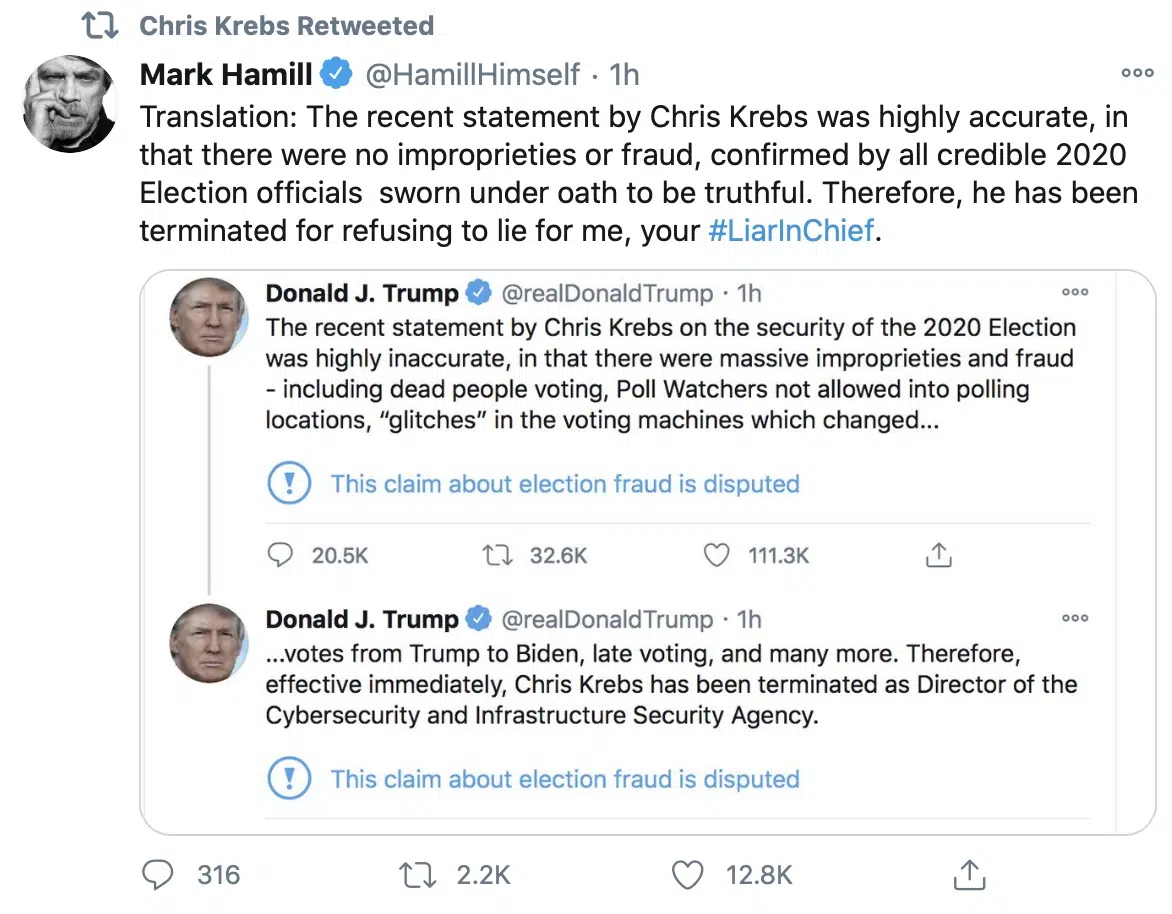 Chris Krebs Retweeted
Mark Hamill @HamillHimself · 1h
Translation: The recent statement by Chris Krebs was highly accurate, in
that there were no improprieties or fraud, confirmed by all credible 2020
Election officials  sworn under oath to be truthful. Therefore, he has been
terminated for refusing to lie for me, your #LiarInChief.
Donald J. Trump @realDonaldTrump · 1h
The recent statement by Chris Krebs on the security of the 2020 Election
was highly inaccurate, in that there were massive improprieties and fraud
- including dead people voting, Poll Watchers not allowed into polling
locations, “glitches” in the voting machines which changed...
This claim about election fraud is disputed
20.5K 32.6K 111.3K
Donald J. Trump @realDonaldTrump · 1h
...votes from Trump to Biden, late voting, and many more. Therefore,
effective immediately, Chris Krebs has been terminated as Director of the
Cybersecurity and Infrastructure Security Agency.
This claim about election fraud is disputed
316 2.2K 12.8K